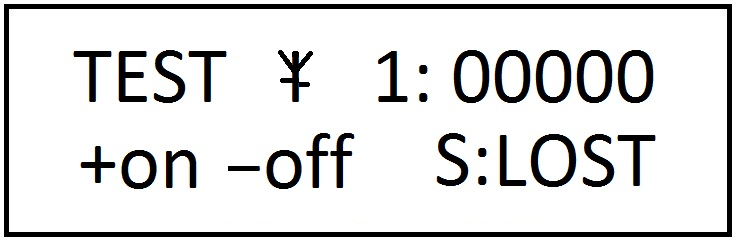 TEST ¥ 1: 00000
+on –off S:LOST